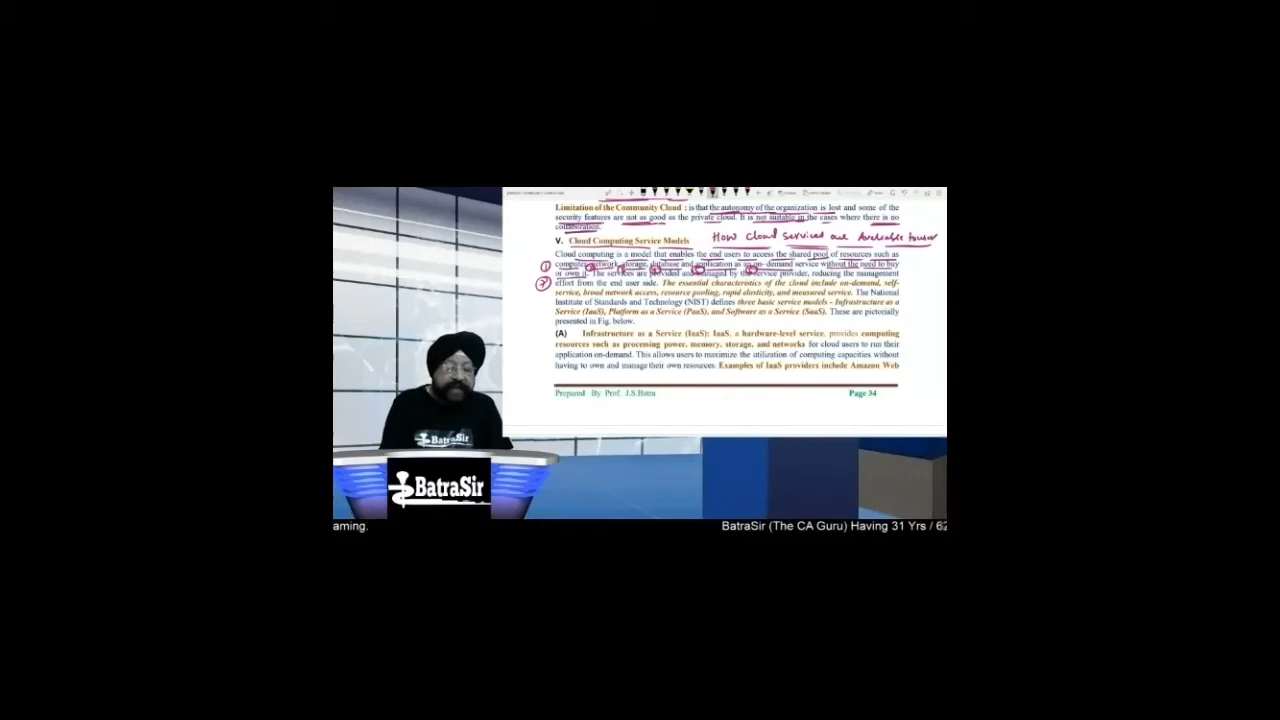 Limitation of the Community Cloud : is that the autonomy of the organization is lost and some of the
security features are not as good as the private cloud. It is not suitable in the cases where there is no
collaboration.
V. Cloud Computing Service Models
How Cloud Services are Available
Cloud computing is a model that enables the end users to access the shared pool of resources such as
computer, network, storage, database and application as an on- demand service without the need to buy
or own it. The services are provided and managed by the service provider, reducing the management
effort from the end user side. The essential characteristics of the cloud include on-demand, self-
service, broad network access, resource pooling, rapid elasticity, and measured service. The National
Institute of Standards and Technology (NIST) defines three basic service models - Infrastructure as a
Service (IaaS), Platform as a Service (PaaS), and Software as a Service (SaaS). These are pictorially
presented in Fig. below.
(A) Infrastructure as a Service (IaaS): IaaS, a hardware-level service, provides computing
resources such as processing power, memory, storage, and networks for cloud users to run their
application on-demand. This allows users to maximize the utilization of computing capacities without
having to own and manage their own resources. Examples of IaaS providers include Amazon Web
Prepared By Prof. J.S.Batra Page 34
BatraSir
BatraSir
aming. BatraSir (The CA Guru) Having 31 Yrs / 62